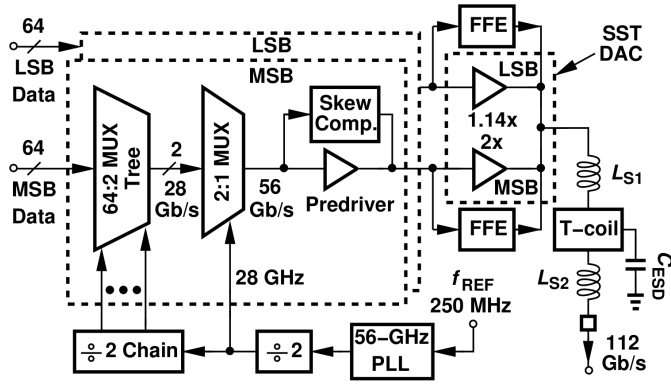 64
LSB
Data
64
MSB
Data
LSB
MSB
64:2 MUX
Tree
2
28
Gb/s
2:1 MUX
56
Gb/s
Skew
Comp.
Predriver
28 GHz
÷2 Chain
÷2
56-GHz
PLL
fREF
250 MHz
FFE
LSB
1.14x
2x
MSB
FFE
SST
DAC
LS1
T-coil
LS2
CESD
112
Gb/s